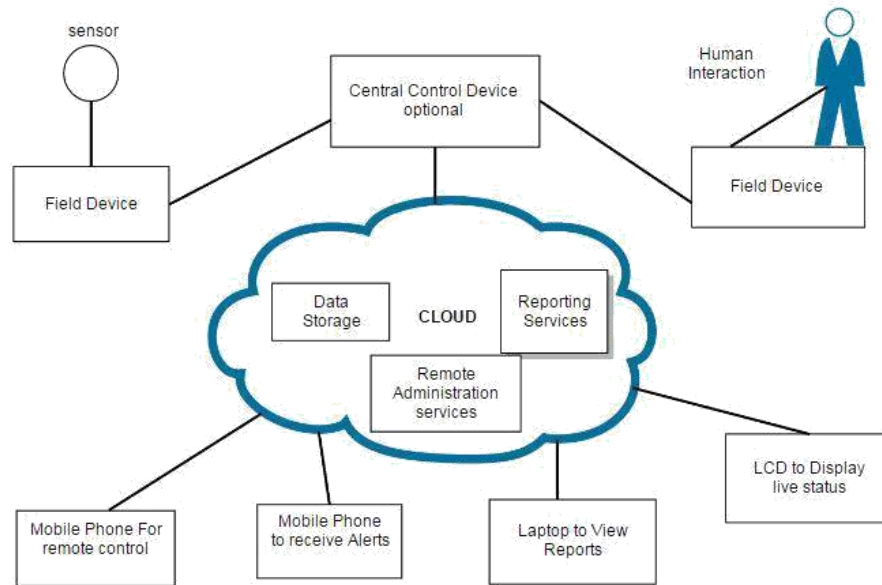 sensor
Central Control Device
optional
Human
Interaction
Field Device
Field Device
Data
Storage
CLOUD
Reporting
Services
Remote
Administration
services
LCD to Display
live status
Mobile Phone For
remote control
Mobile Phone
to receive Alerts
Laptop to View
Reports